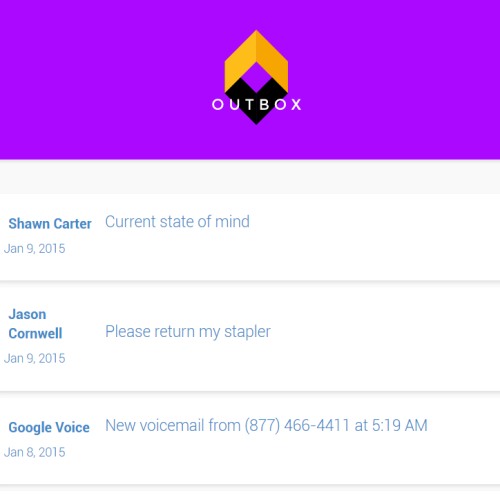 OUTBOX
Shawn Carter Current state of mind
Jan 9, 2015
Jason
Cornwell
Please return my stapler
Jan 9, 2015
Google Voice New voicemail from (877) 466-4411 at 5:19 AM
Jan 8, 2015